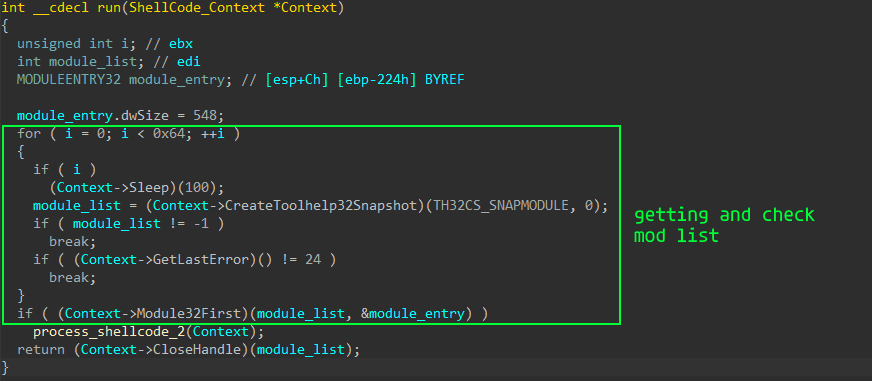 int __cdecl run(ShellCode_Context *Context)
{
  unsigned int i; // ebx
  int module_list; // edi
  MODULEENTRY32 module_entry; // [esp+Ch] [ebp-224h] BYREF

  module_entry.dwSize = 548;
  for ( i = 0; i < 0x64; ++i )
  {
    if ( i )
      (Context->Sleep)(100);
    module_list = (Context->CreateToolhelp32Snapshot)(TH32CS_SNAPMODULE, 0);
    if ( module_list != -1 )
      break;
    if ( (Context->GetLastError)() != 24 )
      break;
  }
  if ( (Context->Module32First)(module_list, &module_entry) )
    process_shellcode_2(Context);
  return (Context->CloseHandle)(module_list);
}
getting and check
mod list